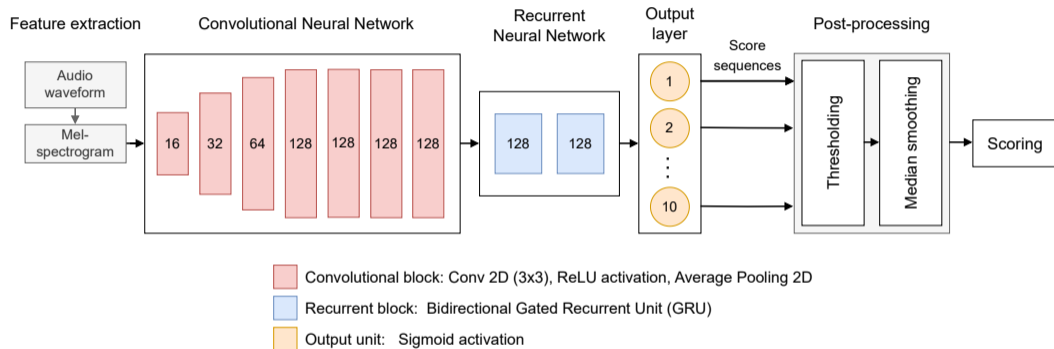 Feature extraction
Convolutional Neural Network
Recurrent
Neural Network
Output
layer
Post-processing
Audio
waveform
Mel-
spectrogram
16
32
64
128
128
128
128
128
128
1
2
⋮
10
Score
sequences
Thresholding
Median smoothing
Scoring
Convolutional block: Conv 2D (3x3), ReLU activation, Average Pooling 2D
Recurrent block: Bidirectional Gated Recurrent Unit (GRU)
Output unit: Sigmoid activation